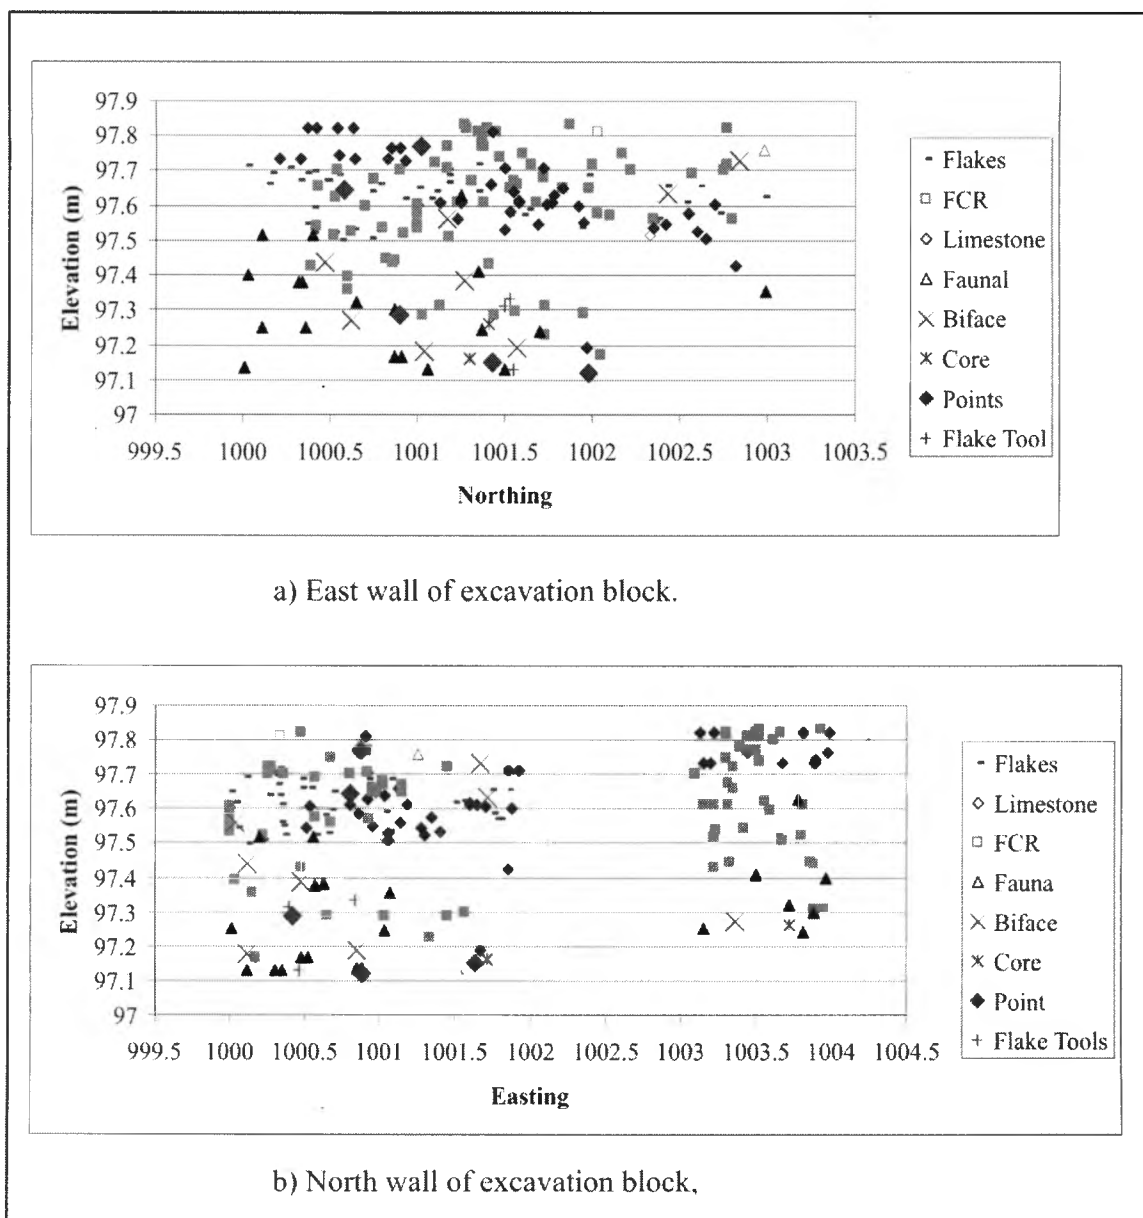 97.9
97.8
97.7
97.6
97.5
97.4
97.3
97.2
97.1
97
Elevation (m)
999.5 1000 1000.5 1001 1001.5 1002 1002.5 1003 1003.5
Northing
Flakes
FCR
Limestone
Faunal
Biface
Core
Points
Flake Tool
a) East wall of excavation block.
97.9
97.8
97.7
97.6
97.5
97.4
97.3
97.2
97.1
97
Elevation (m)
999.5 1000 1000.5 1001 1001.5 1002 1002.5 1003 1003.5 1004 1004.5
Easting
Flakes
Limestone
FCR
Fauna
Biface
Core
Point
Flake Tools
b) North wall of excavation block,